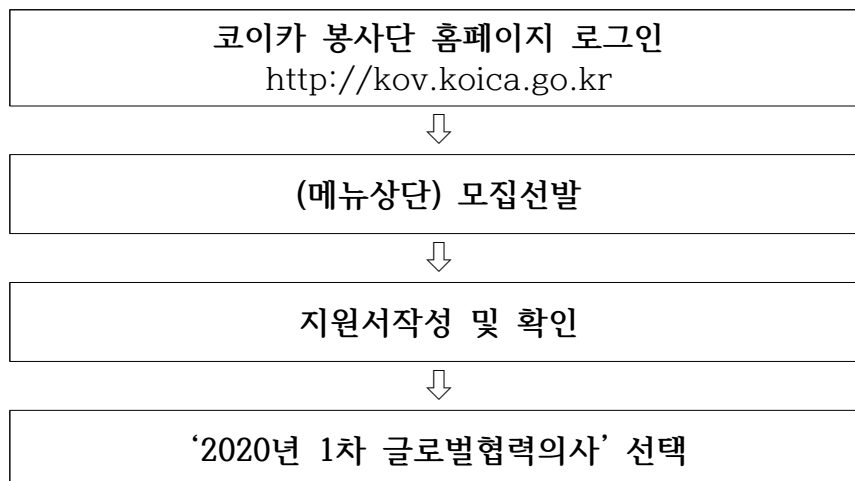 코이카 봉사단 홈페이지 로그인
http://kov.koica.go.kr
(메뉴상단) 모집선발
지원서작성 및 확인
‘2020년 1차 글로벌협력의사’ 선택